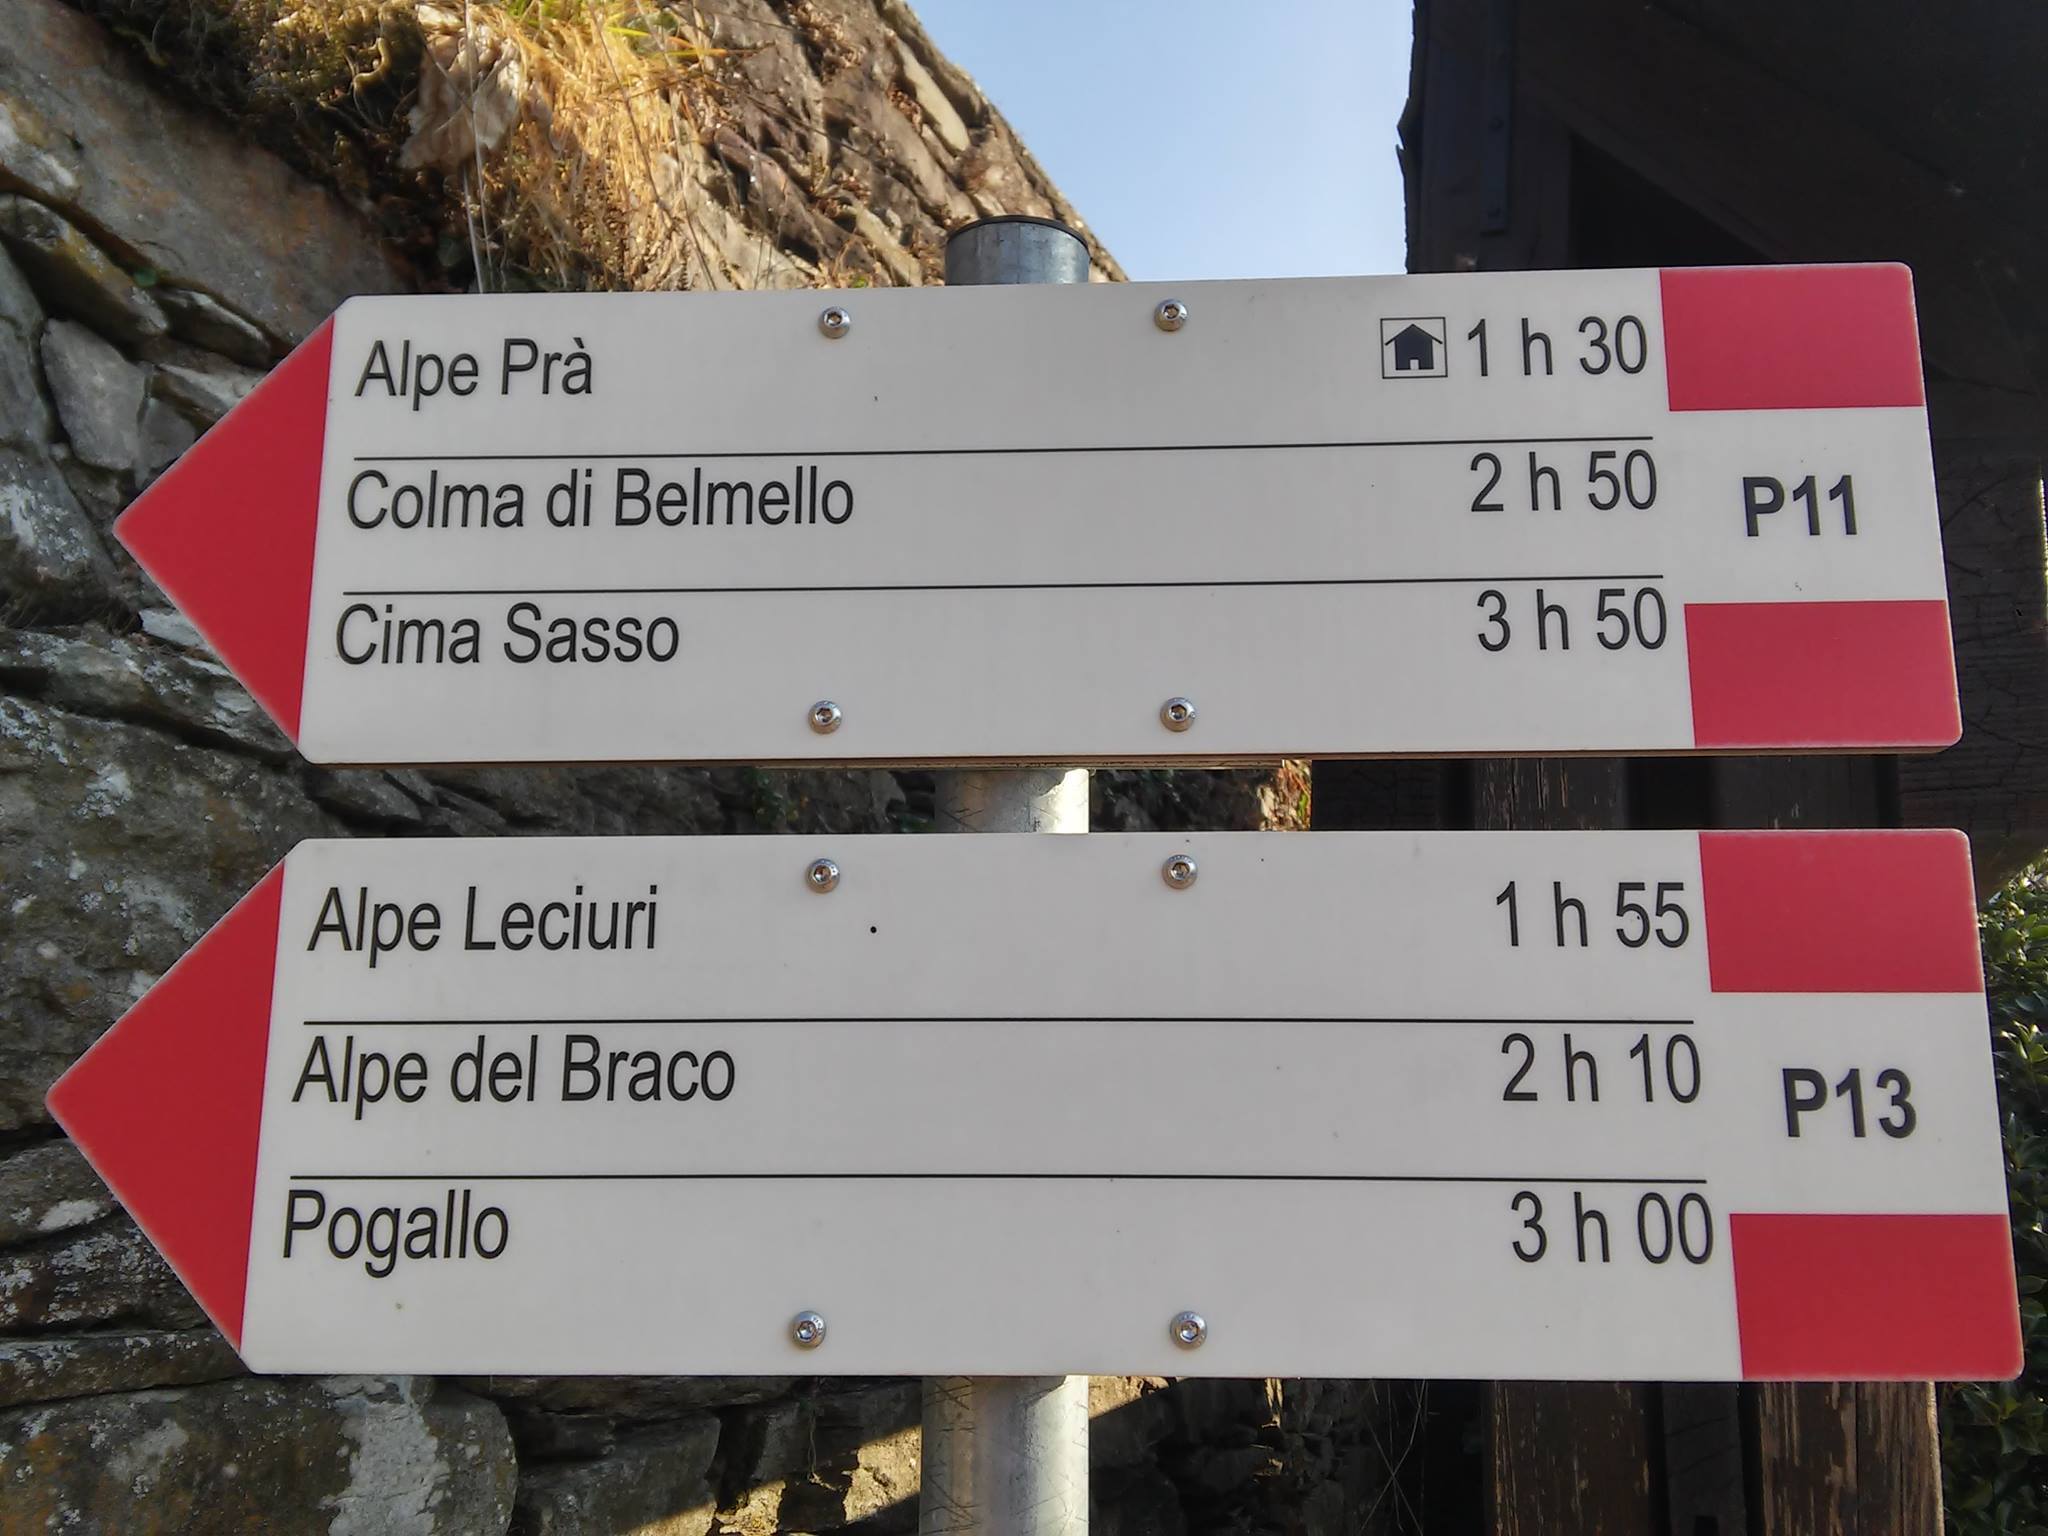 Alpe Prà 1 h 30
Colma di Belmello 2 h 50
Cima Sasso 3 h 50
P11
Alpe Leciuri 1 h 55
Alpe del Braco 2 h 10
Pogallo 3 h 00
P13